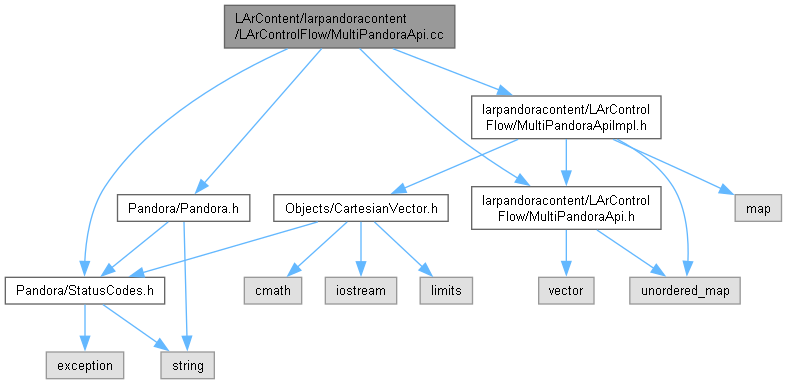 LArContent/larpandoracontent
/LArControlFlow/MultiPandoraApi.cc
larpandoracontent/LArControl
Flow/MultiPandoraApiImpl.h
Pandora/Pandora.h
Objects/CartesianVector.h
larpandoracontent/LArControl
Flow/MultiPandoraApi.h
map
Pandora/StatusCodes.h
cmath
iostream
limits
vector
unordered_map
exception
string